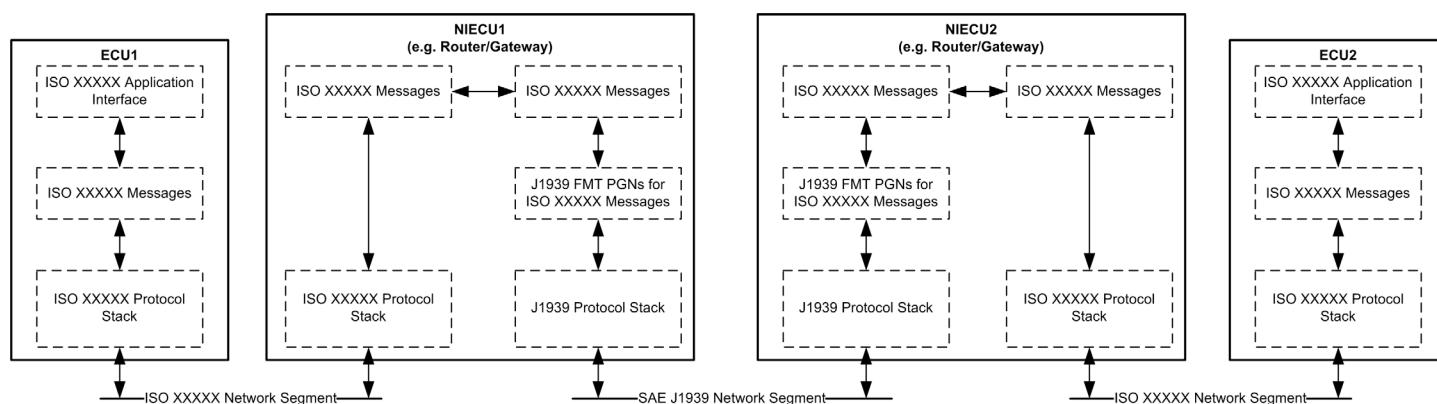 ECU1
ISO XXXXX Application
Interface
ISO XXXXX Messages
ISO XXXXX Protocol
Stack
NIECU1
(e.g. Router/Gateway)
ISO XXXXX Messages
ISO XXXXX Messages
J1939 FMT PGNs for
ISO XXXXX Messages
ISO XXXXX Protocol
Stack
J1939 Protocol Stack
NIECU2
(e.g. Router/Gateway)
ISO XXXXX Messages
ISO XXXXX Messages
J1939 FMT PGNs for
ISO XXXXX Messages
J1939 Protocol Stack
ISO XXXXX Protocol
Stack
ECU2
ISO XXXXX Application
Interface
ISO XXXXX Messages
ISO XXXXX Protocol
Stack
ISO XXXXX Network Segment
SAE J1939 Network Segment
ISO XXXXX Network Segment